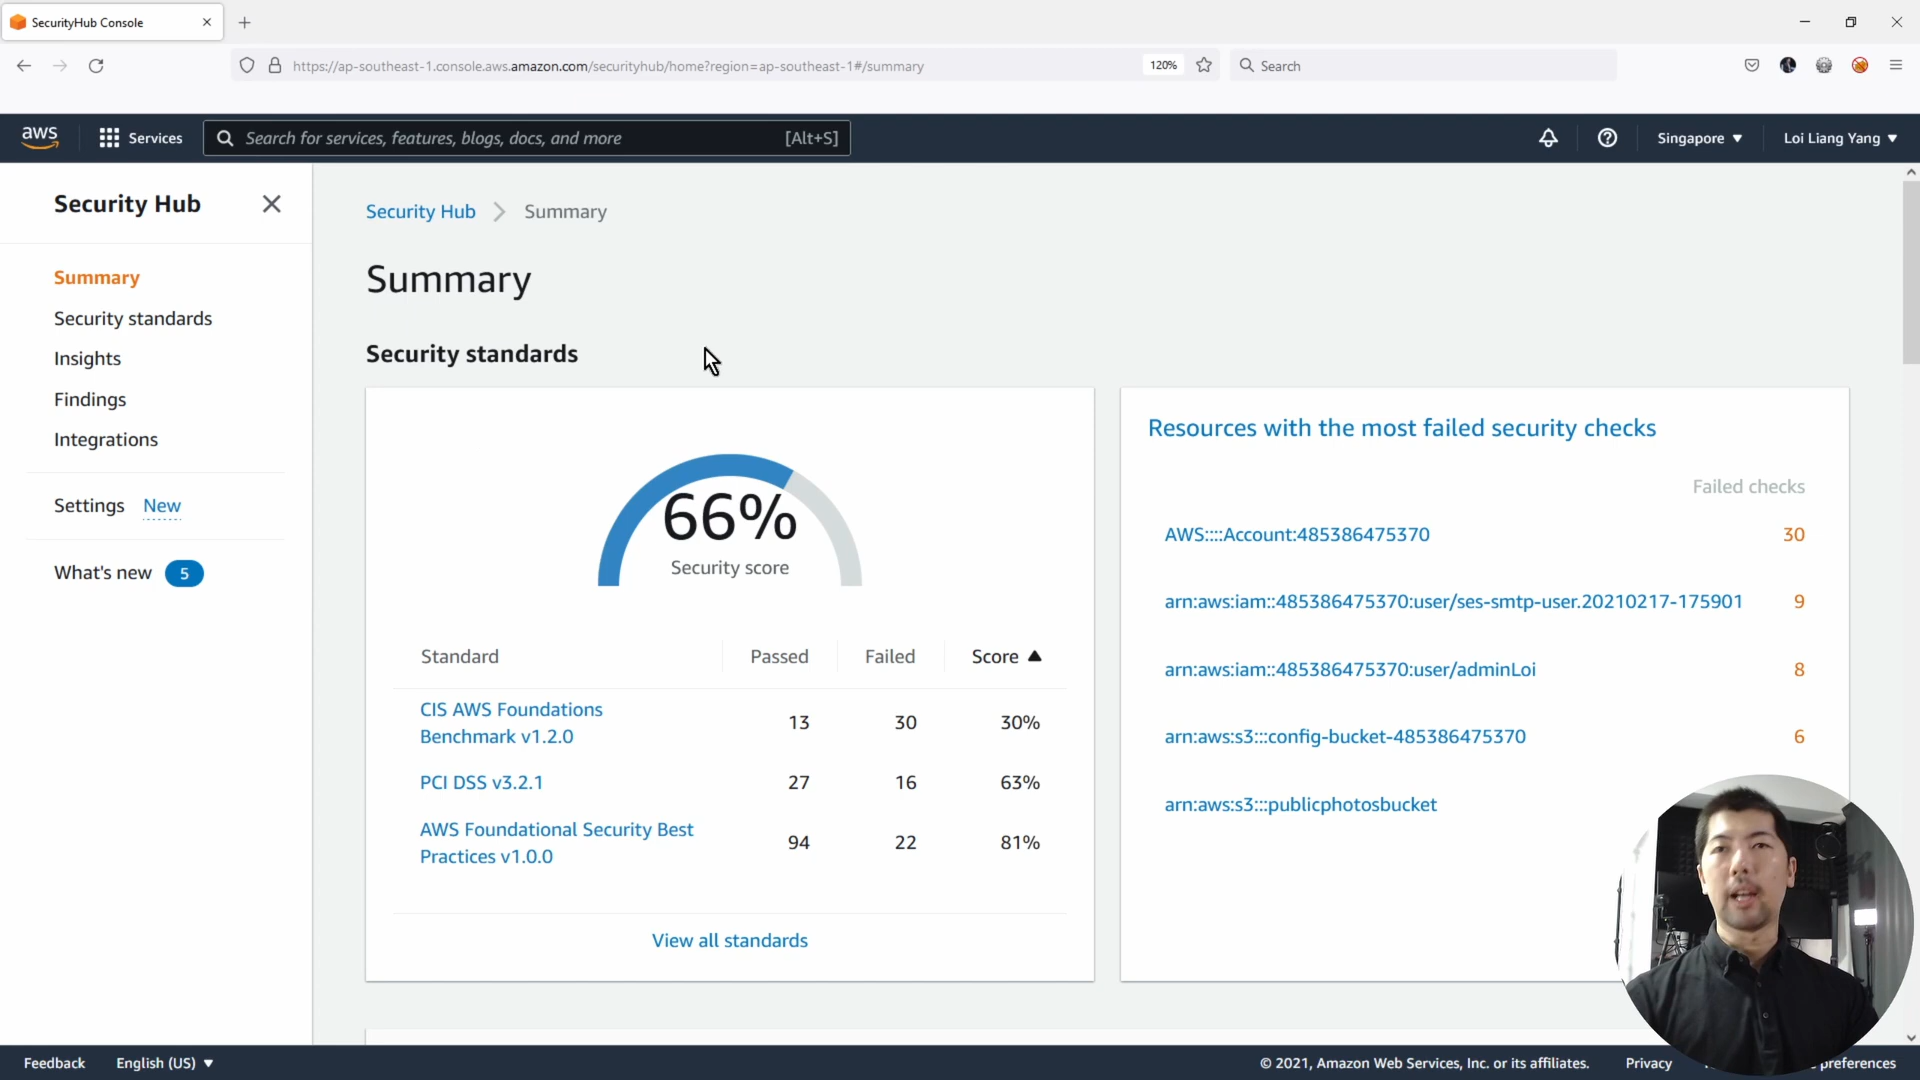 SecurityHub Console
https://ap-southeast-1.console.aws.amazon.com/securityhub/home?region=ap-southeast-1#/summary
120%
Search
aws
Services
Search for services, features, blogs, docs, and more
[Alt+S]
Singapore
Loi Liang Yang
Security Hub
Summary
Security standards
Insights
Findings
Integrations
Settings New
What's new 5
Security Hub Summary
Summary
Security standards
66%
Security score
Standard Passed Failed Score
CIS AWS Foundations
Benchmark v1.2.0
13 30 30%
PCI DSS v3.2.1 27 16 63%
AWS Foundational Security Best
Practices v1.0.0
94 22 81%
View all standards
Resources with the most failed security checks
Failed checks
AWS::::Account:485386475370 30
arn:aws:iam::485386475370:user/ses-smtp-user.20210217-175901 9
arn:aws:iam::485386475370:user/adminLoi 8
arn:aws:s3:::config-bucket-485386475370 6
arn:aws:s3:::publicphotosbucket
Feedback
English (US)
© 2021, Amazon Web Services, Inc. or its affiliates.
Privacy
preferences